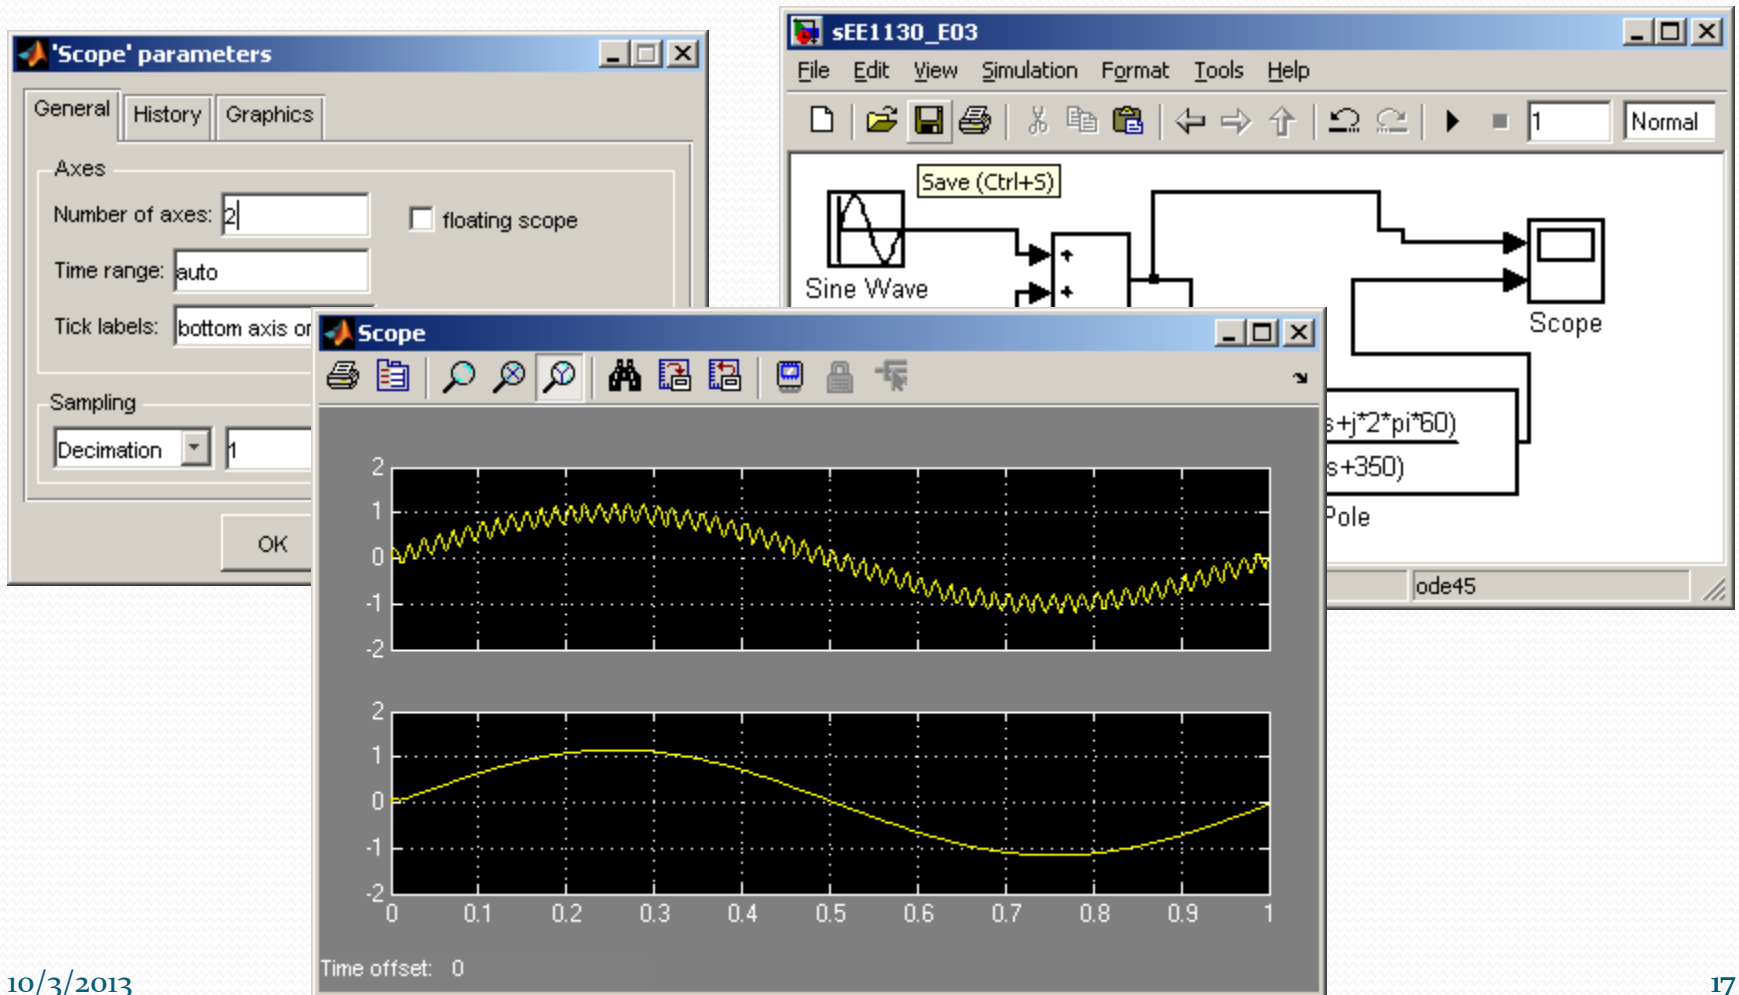 'Scope' parameters
General
History
Graphics
Axes
Number of axes: 2
floating scope
Time range: auto
Tick labels: bottom axis or
Sampling
Decimation
1
OK
sEE1130_E03
File Edit View Simulation Format Tools Help
1
Normal
Save (Ctrl+S)
Sine Wave
+
+
Scope
s+j*2*pi*60)
s+350)
Pole
ode45
Scope
2
1
0
-1
-2
2
1
0
-1
-2
0 0.1 0.2 0.3 0.4 0.5 0.6 0.7 0.8 0.9 1
Time offset: 0
10/3/2013
17